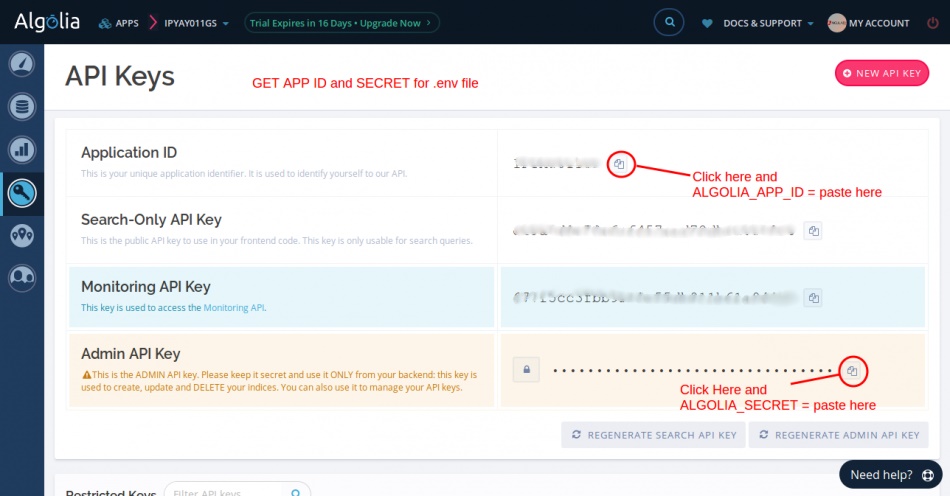 Algolia
APPS IPYAY011GS
Trial Expires in 16 Days • Upgrade Now
DOCS & SUPPORT
MY ACCOUNT
API Keys
GET APP ID and SECRET for .env file
NEW API KEY
Application ID
This is your unique application identifier. It is used to identify yourself to our API.
Click here and
ALGOLIA_APP_ID = paste here
Search-Only API Key
This is the public API key to use in your frontend code. This key is only usable for search queries.
Monitoring API Key
This key is used to access the Monitoring API.
Admin API Key
This is the ADMIN API key. Please keep it secret and use it ONLY from your backend: this key is
used to create, update and DELETE your indices. You can also use it to manage your API keys.
Click Here and
ALGOLIA_SECRET = paste here
REGENERATE SEARCH API KEY
REGENERATE ADMIN API KEY
Need help?
Restricted Keys
Filter API keys